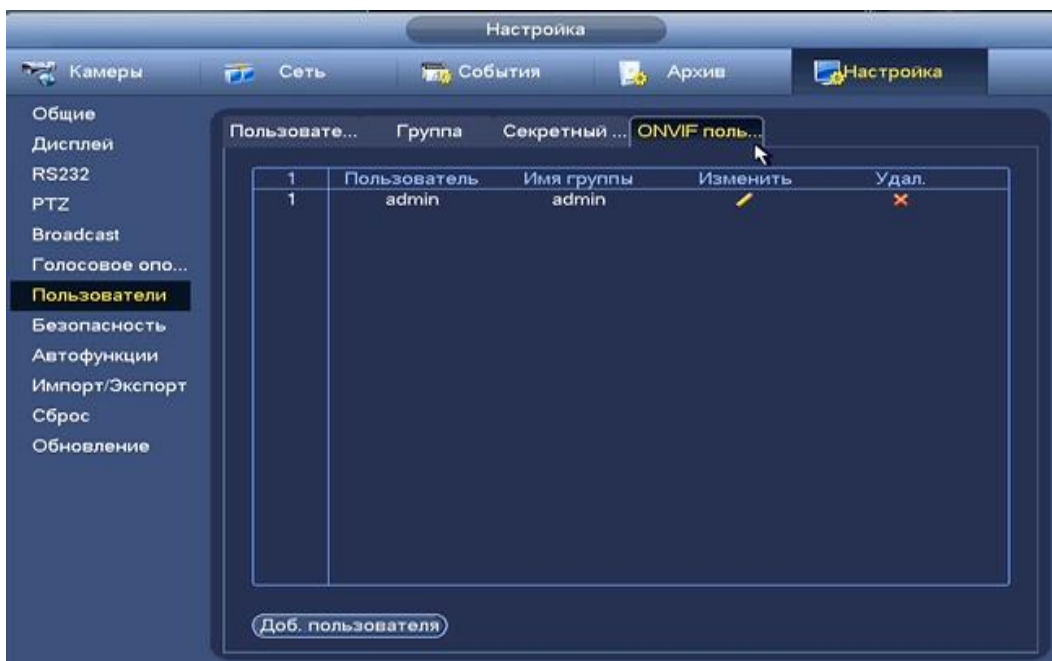 Настройка
Камеры Сеть События Архив Настройка
Общие
Дисплей
RS232
PTZ
Broadcast
Голосовое опо...
Пользователи
Безопасность
Автофункции
Импорт/Экспорт
Сброс
Обновление
Пользовате... Группа Секретный ... ONVIF поль...
1 Пользователь Имя группы Изменить Удал.
1 admin admin
Доб. пользователя